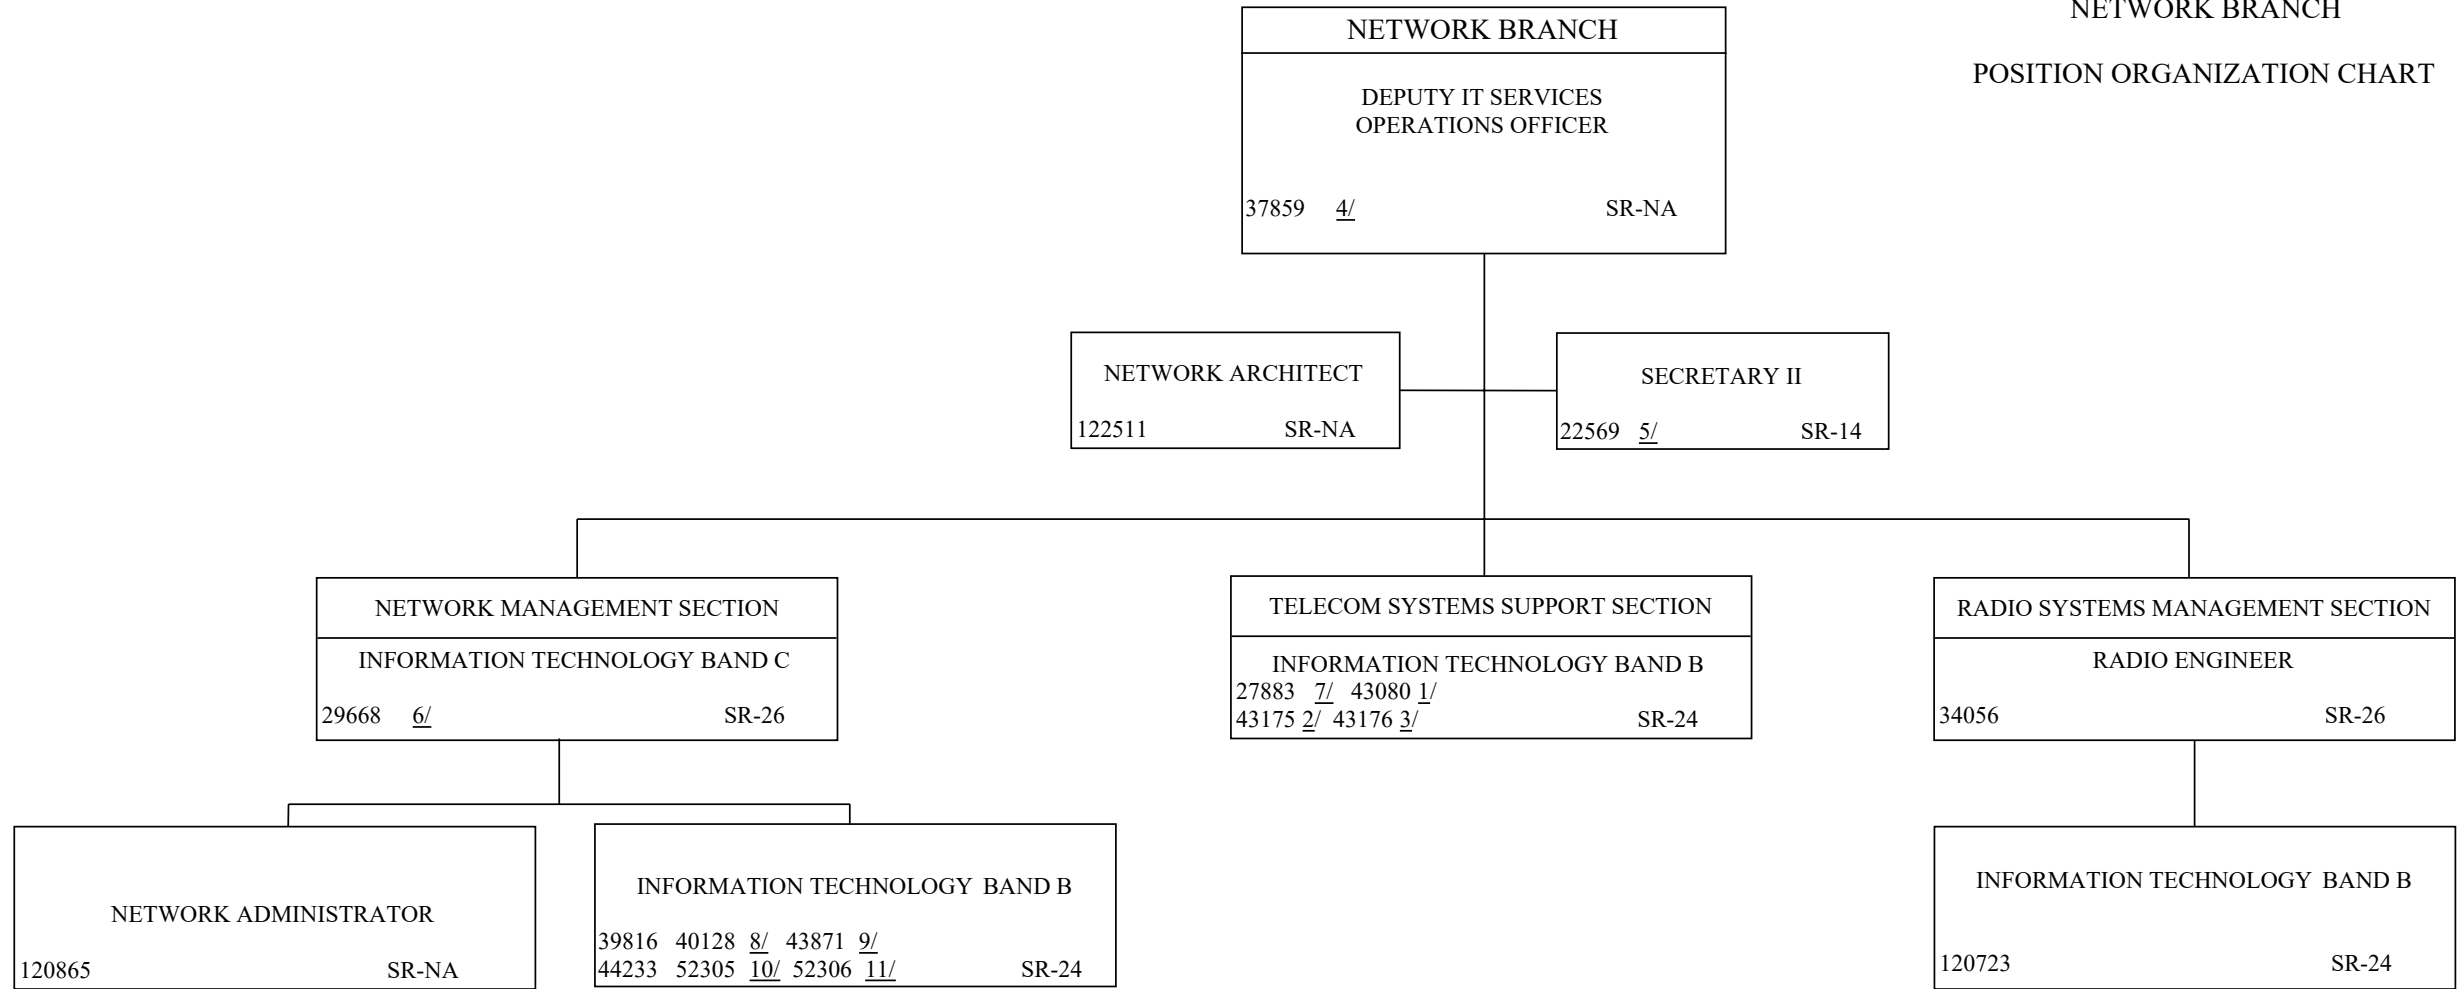 NETWORK BRANCH
POSITION ORGANIZATION CHART
NETWORK BRANCH
DEPUTY IT SERVICES
OPERATIONS OFFICER
37859 4/ SR-NA
NETWORK ARCHITECT
122511 SR-NA
SECRETARY II
22569 5/ SR-14
NETWORK MANAGEMENT SECTION
INFORMATION TECHNOLOGY BAND C
29668 6/ SR-26
TELECOM SYSTEMS SUPPORT SECTION
INFORMATION TECHNOLOGY BAND B
27883 7/ 43080 1/
43175 2/ 43176 3/ SR-24
RADIO SYSTEMS MANAGEMENT SECTION
RADIO ENGINEER
34056 SR-26
NETWORK ADMINISTRATOR
120865 SR-NA
INFORMATION TECHNOLOGY BAND B
39816 40128 8/ 43871 9/
44233 52305 10/ 52306 11/ SR-24
INFORMATION TECHNOLOGY BAND B
120723 SR-24